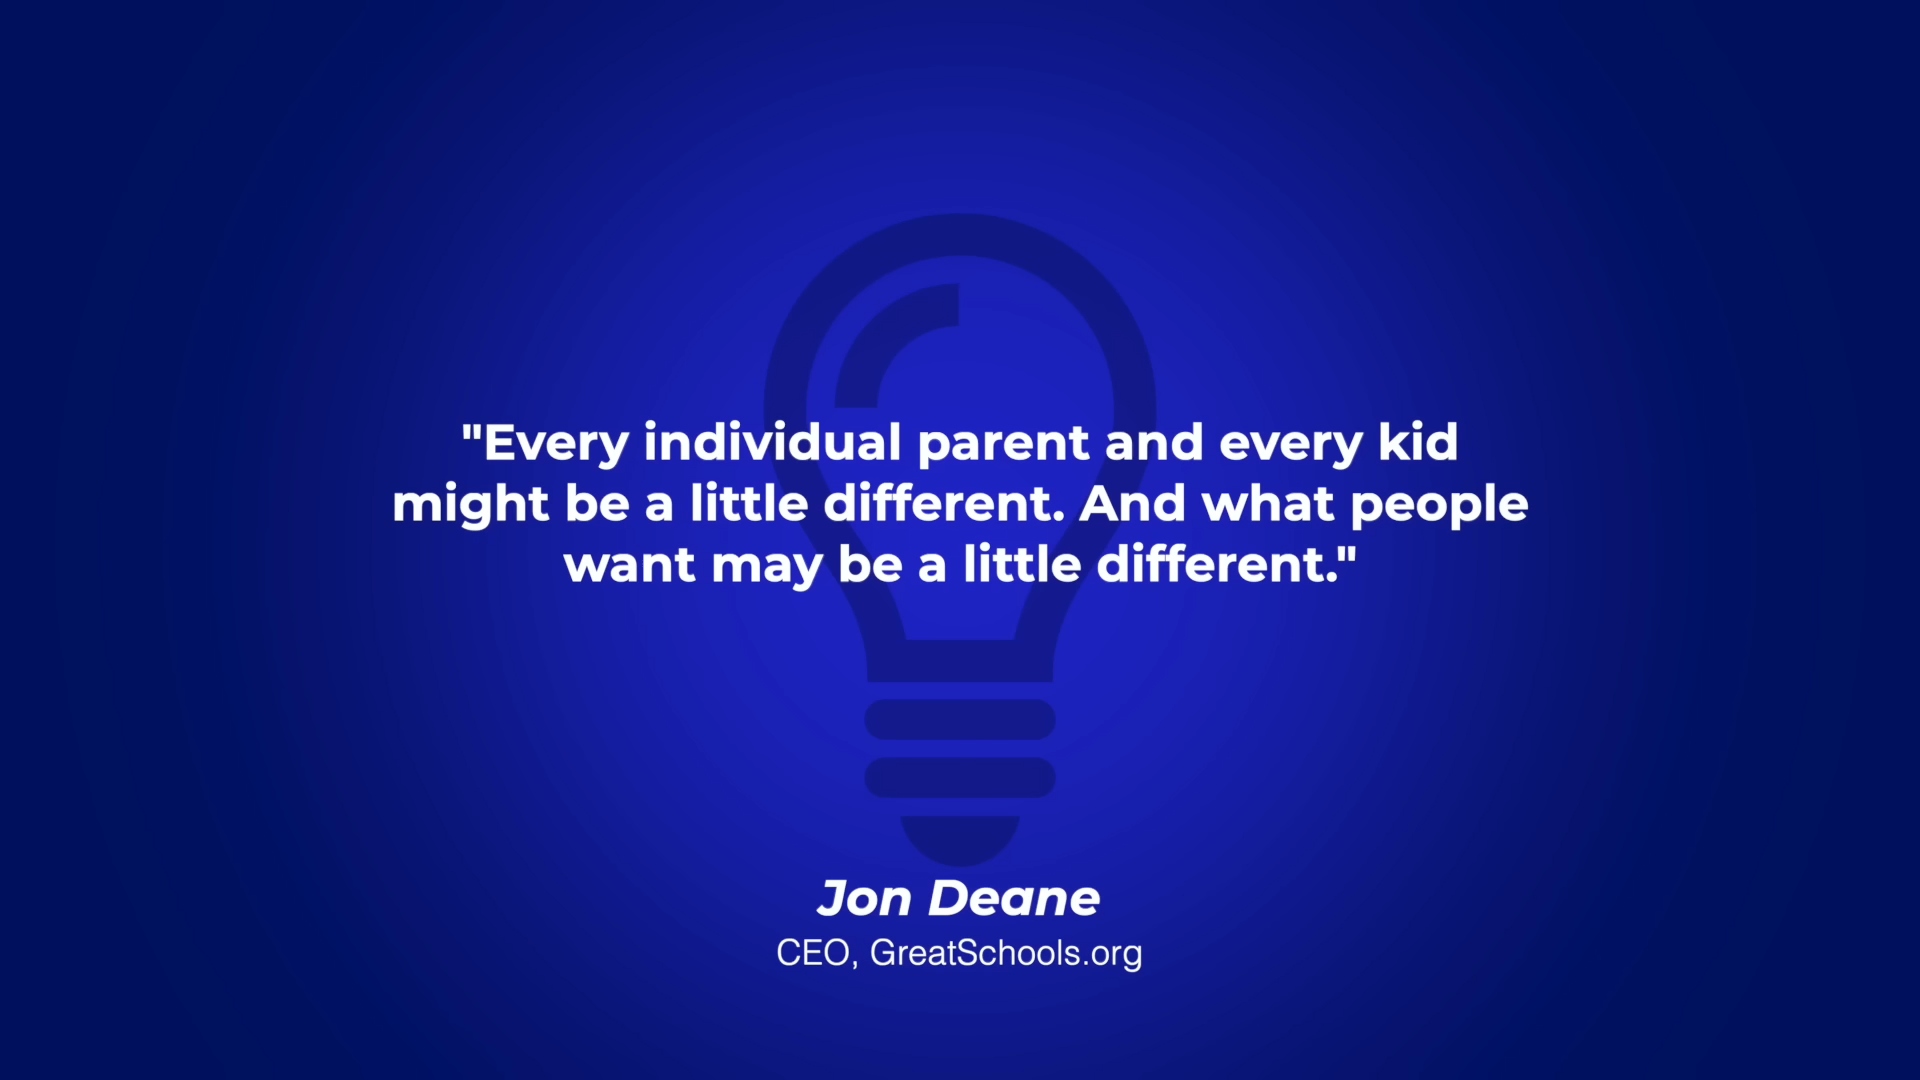 "Every individual parent and every kid
might be a little different. And what people
want may be a little different."
Jon Deane
CEO, GreatSchools.org